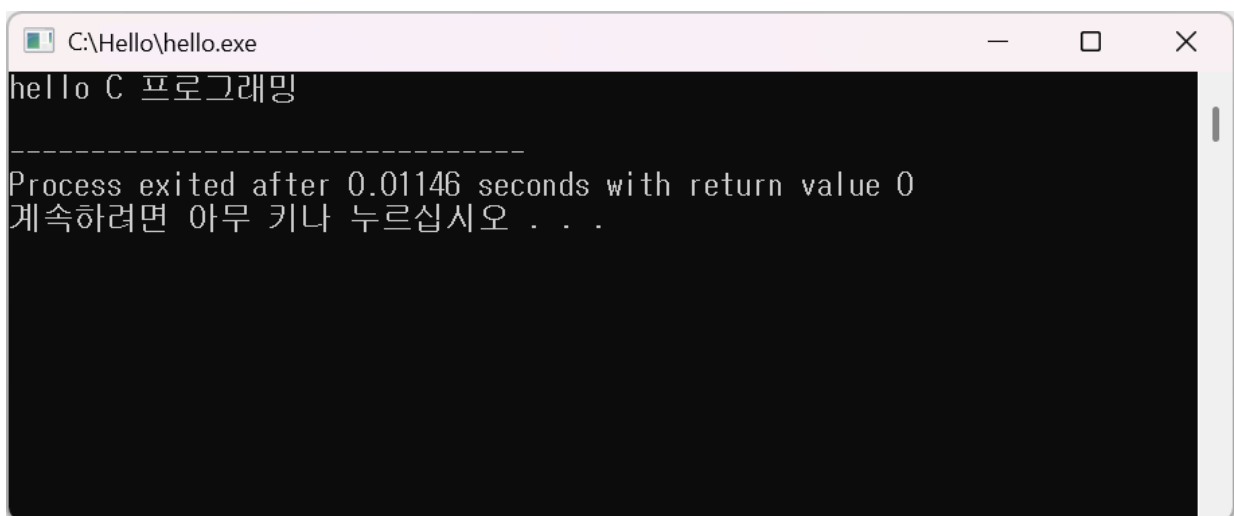 C:\Hello\hello.exe
hello C 프로그래밍
--------------------------------
Process exited after 0.01146 seconds with return value 0
계속하려면 아무 키나 누르십시오 . . .